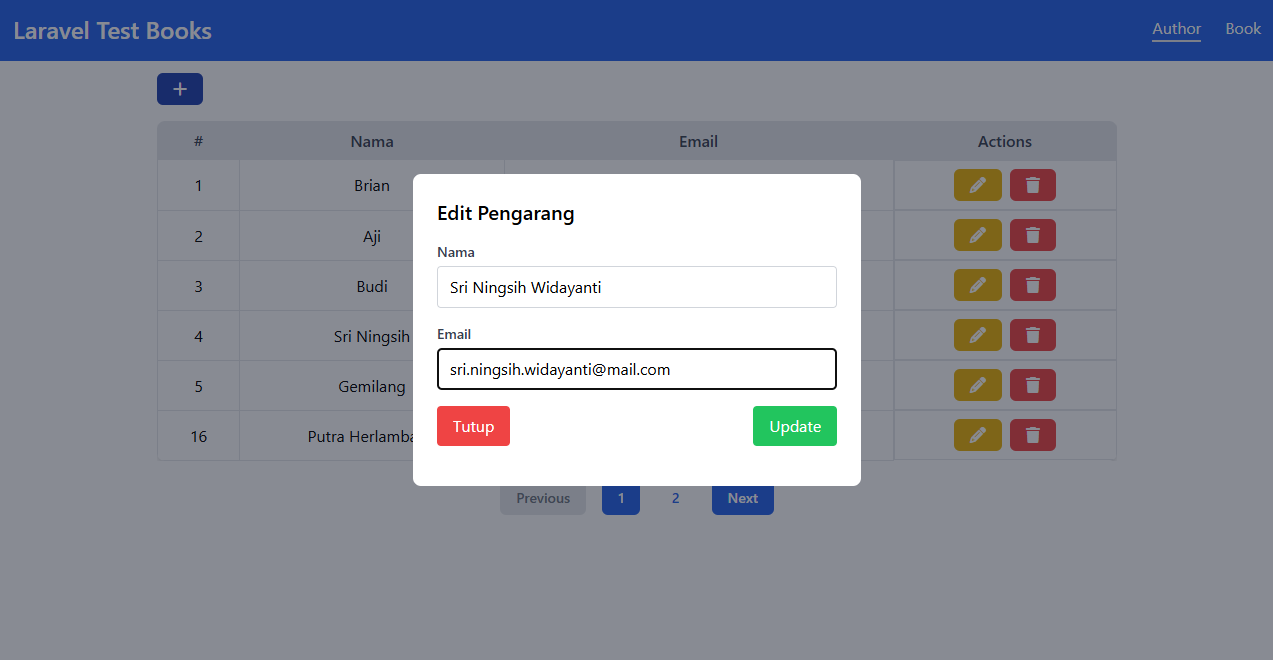 Laravel Test Books
Author Book
+
# Nama Email Actions
1 Brian
2 Aji
3 Budi
4 Sri Ningsih
5 Gemilang
16 Putra
Edit Pengarang
Nama
Sri Ningsih Widayanti
Email
sri.ningsih.widayanti@mail.com
Tutup Update
Previous 1 2 Next